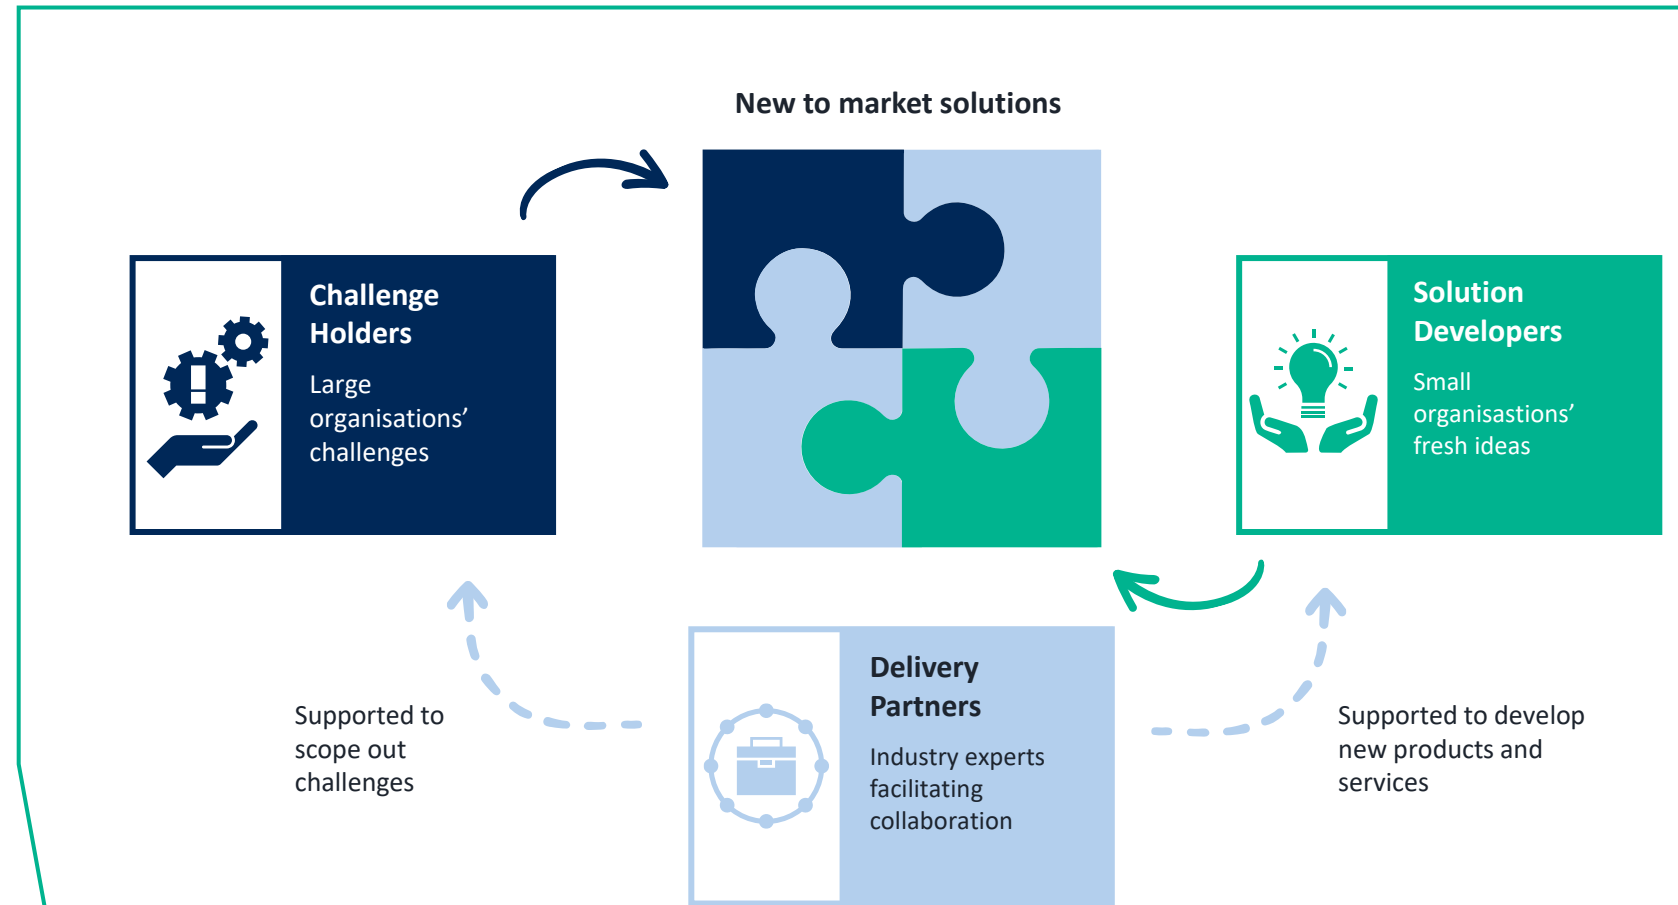 New to market solutions
Challenge
Holders
Large
organisations’
challenges
Solution
Developers
Small
organisastions’
fresh ideas
Delivery
Partners
Industry experts
facilitating
collaboration
Supported to
scope out
challenges
Supported to develop
new products and
services